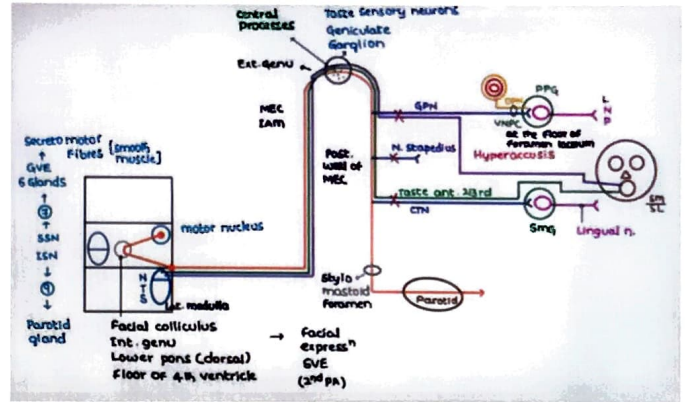 Central
processes
Taste sensory neurons
Geniculate
Ganglion
Ext. genu
MEC
IAM
GPN
DPN
PPG
L
N
P
VNPC
at the floor of
foramen lacerum
Hyperacusis
N. Stapedius
Post.
wall of
MEC
Taste ant. 2/3rd
CTN
SmG
SM
SL
Lingual n.
Secreto motor
Fibres [smooth
muscle]
GVE
6 Glands
SSN
ISN
9
Parotid
gland
motor nucleus
NTS
medulla
Stylo
mastoid
foramen
Parotid
Facial colliculus
Int. genu
Lower pons (dorsal)
Floor of 4th ventricle
→ Facial
expressn
(2nd PA)